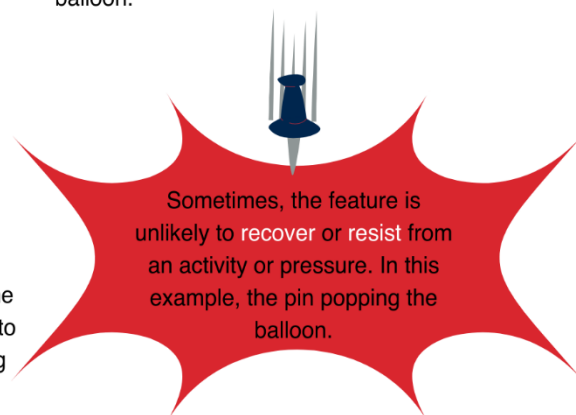 balloon.
Sometimes, the feature is
unlikely to recover or resist from
an activity or pressure. In this
example, the pin popping the
balloon.
to